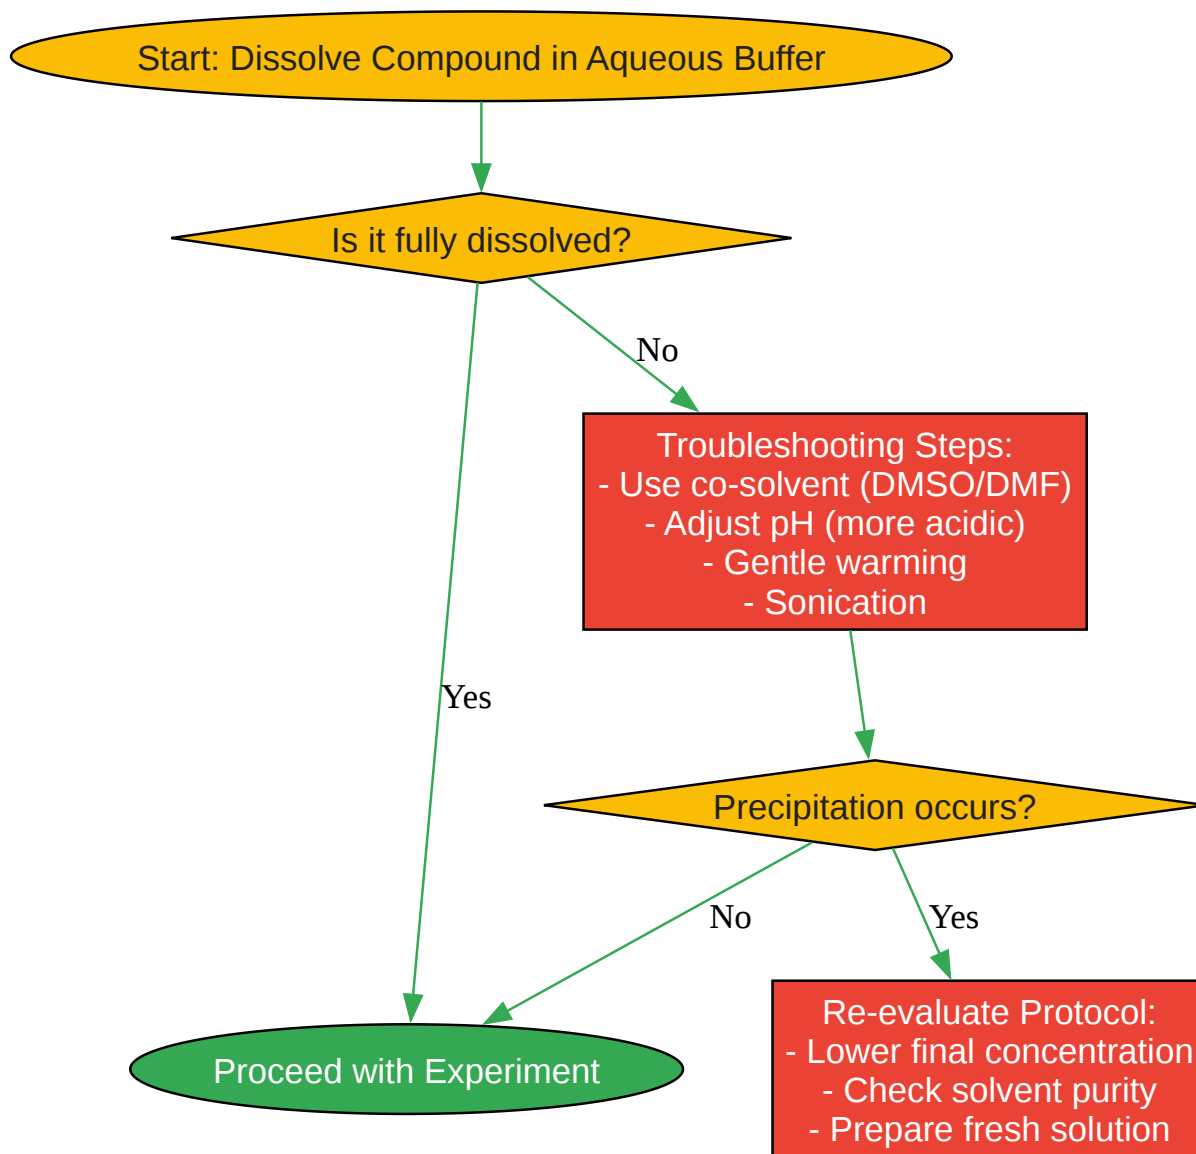 Start: Dissolve Compound in Aqueous Buffer
Is it fully dissolved?
No
Troubleshooting Steps:
- Use co-solvent (DMSO/DMF)
- Adjust pH (more acidic)
- Gentle warming
- Sonication
Yes
Precipitation occurs?
No
Yes
Proceed with Experiment
Re-evaluate Protocol:
- Lower final concentration
- Check solvent purity
- Prepare fresh solution